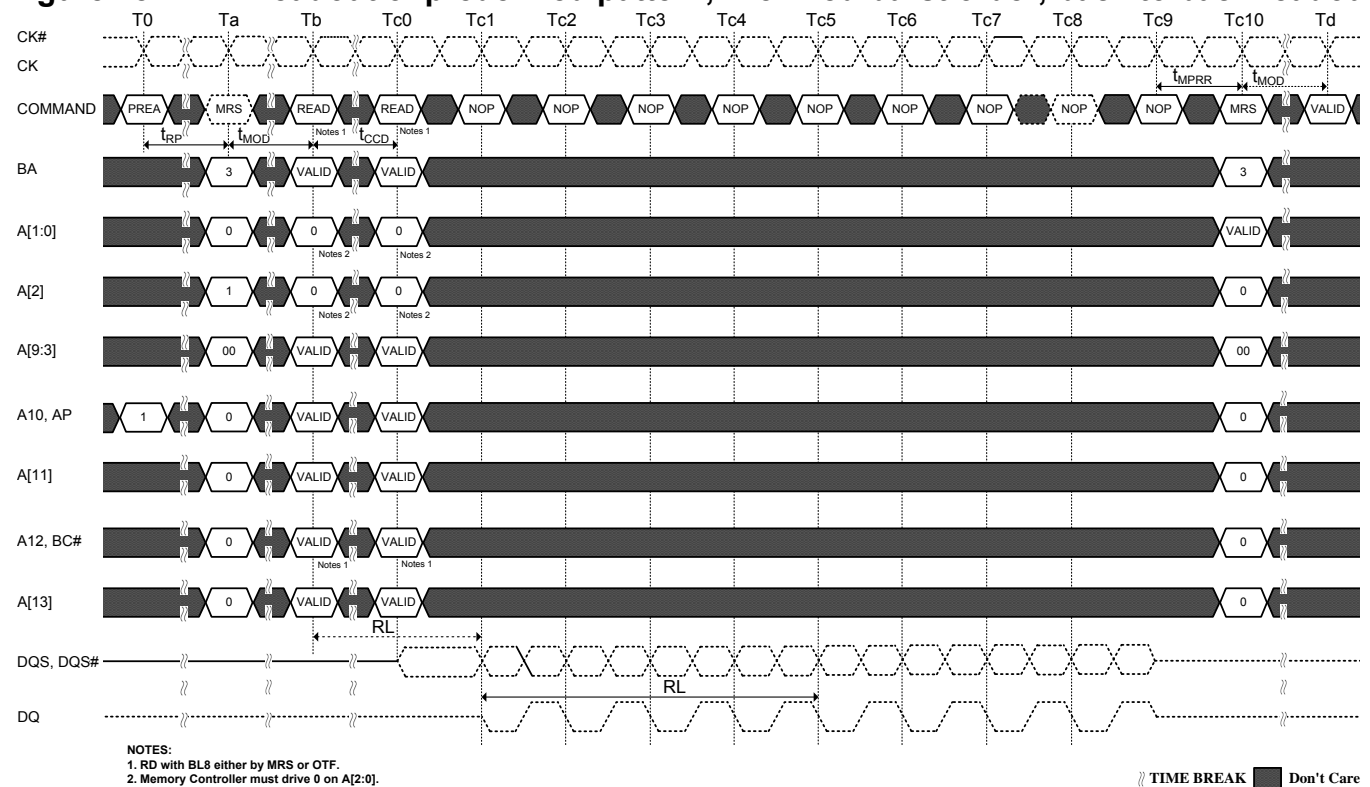 T0 Ta Tb Tc0 Tc1 Tc2 Tc3 Tc4 Tc5 Tc6 Tc7 Tc8 Tc9 Tc10 Td
CK#
CK
tMPRR tMOD
COMMAND PREA MRS READ READ NOP NOP NOP NOP NOP NOP NOP NOP NOP MRS VALID
Notes 1 Notes 1
tRP tMOD tCCD
BA 3 VALID VALID 3
A[1:0] 0 0 0 VALID
Notes 2 Notes 2
A[2] 1 0 0 0
Notes 2 Notes 2
A[9:3] 00 VALID VALID 00
A10, AP 1 0 VALID VALID 0
A[11] 0 VALID VALID 0
A12, BC# 0 VALID VALID 0
Notes 1 Notes 1
A[13] 0 VALID VALID 0
RL
DQS, DQS#
RL
DQ
NOTES:
1. RD with BL8 either by MRS or OTF.
2. Memory Controller must drive 0 on A[2:0].
TIME BREAK Don't Care